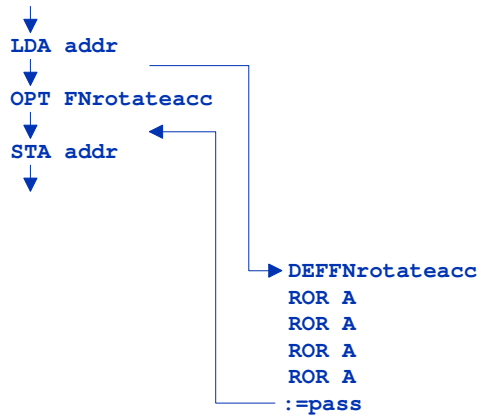 LDA addr
OPT FNrotateacc
STA addr
DEFFNrotateacc
ROR A
ROR A
ROR A
ROR A
:=pass